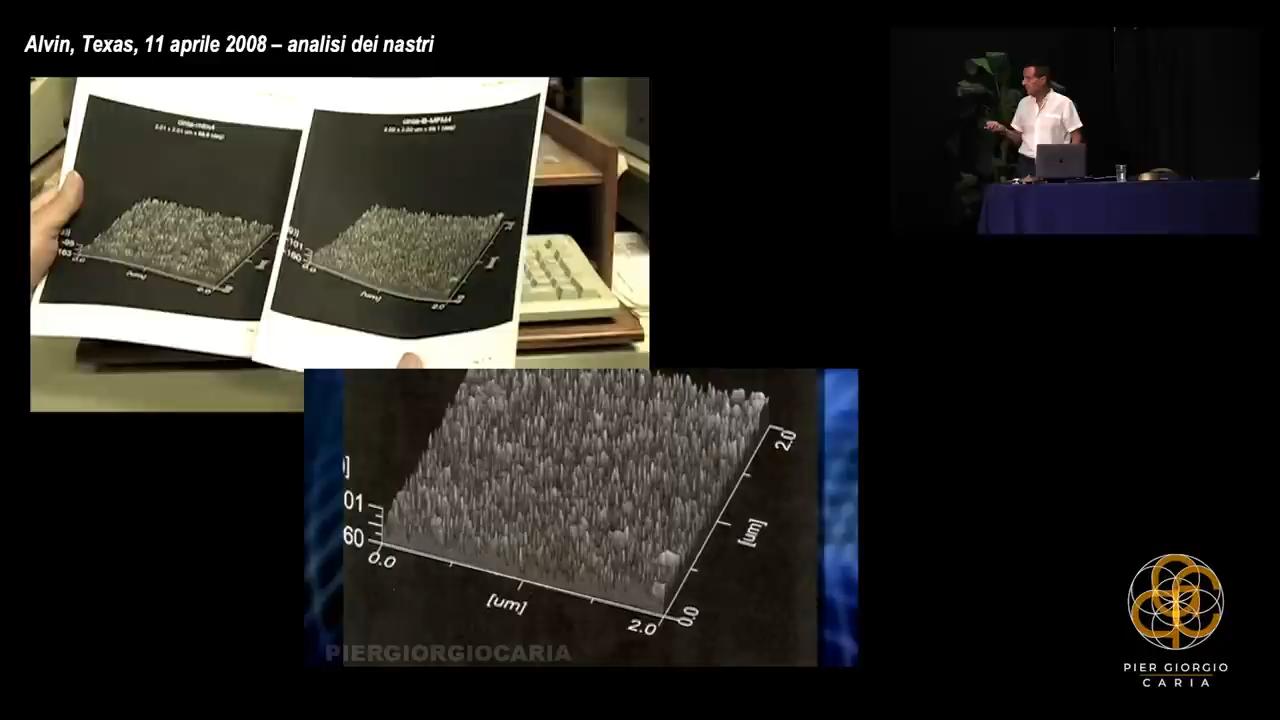 Alvin, Texas, 11 aprile 2008 – analisi dei nastri
2.0
01
60
0.0
[um]
[um]
2.0
0.0
PIERGIORGIOCARIA
PIER GIORGIO
CARIA